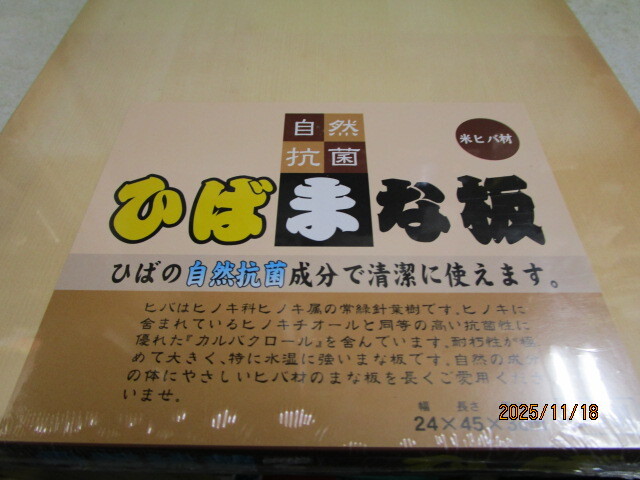 自然
抗菌
米ヒバ材
ひばまな板
ひばの自然抗菌成分で清潔に使えます。
ヒバはヒノキ科ヒノキ属の常緑針葉樹です。ヒノキに
含まれているヒノキチオールと同等の高い抗菌性に
優れた『カルバクロール』を含んでいます。耐朽性が極
めて大きく、特に水湿に強いまな板です。自然の成分
の体にやさしいヒバ材のまな板を長くご愛用くださ
いませ。
幅 長さ
24×45×
2025/11/18